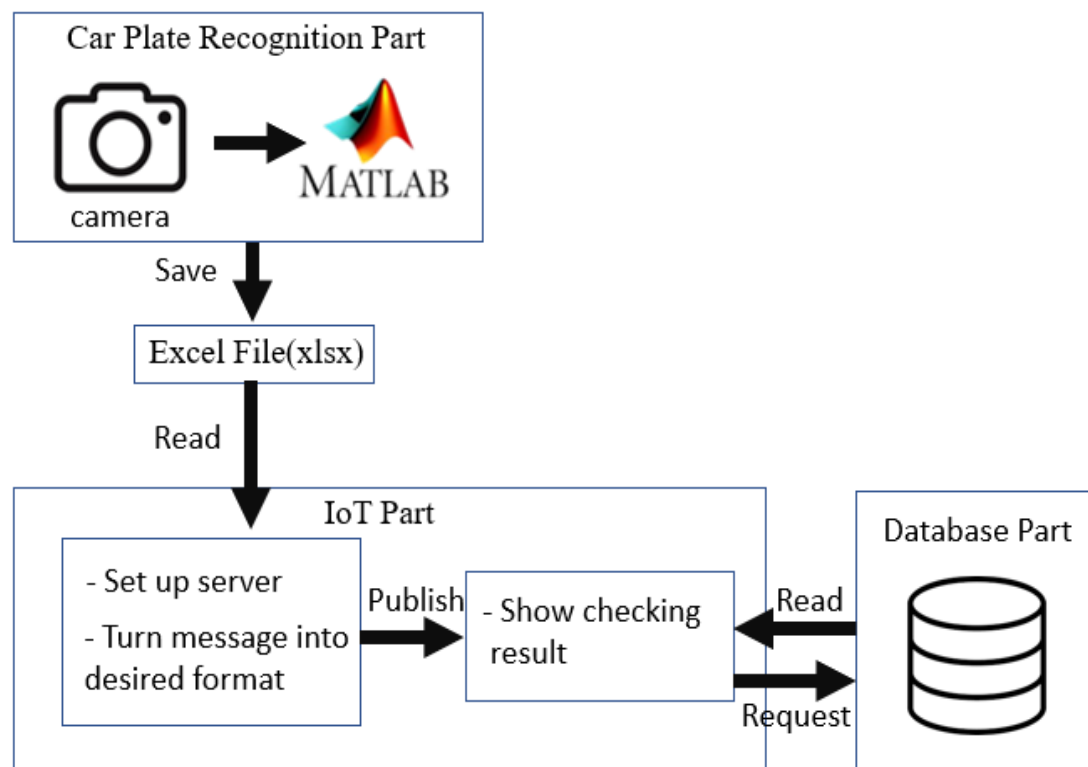 Car Plate Recognition Part
MATLAB
camera
Save
Excel File(xlsx)
Read
IoT Part
- Set up server
- Turn message into
desired format
Publish
- Show checking
result
Read
Request
Database Part